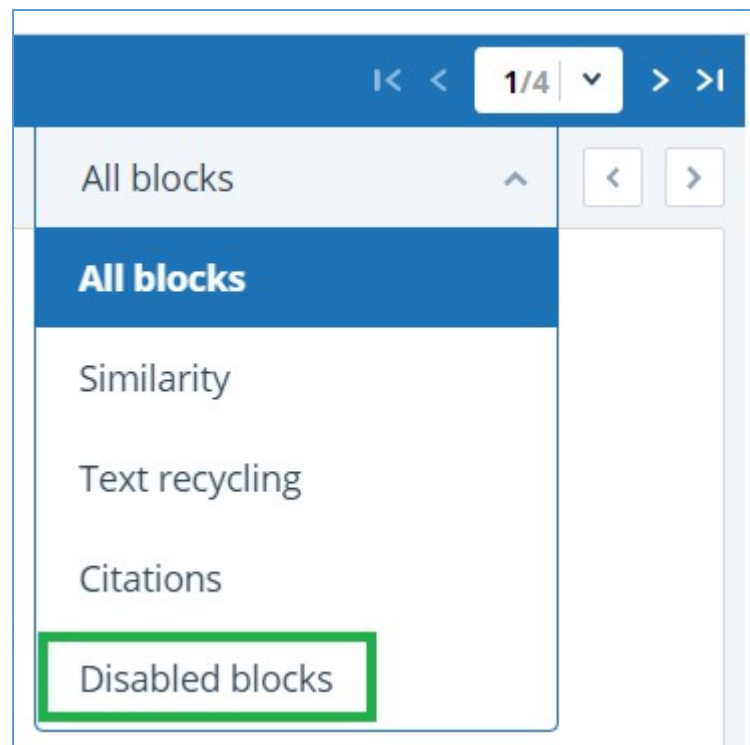 1/4
All blocks
All blocks
Similarity
Text recycling
Citations
Disabled blocks